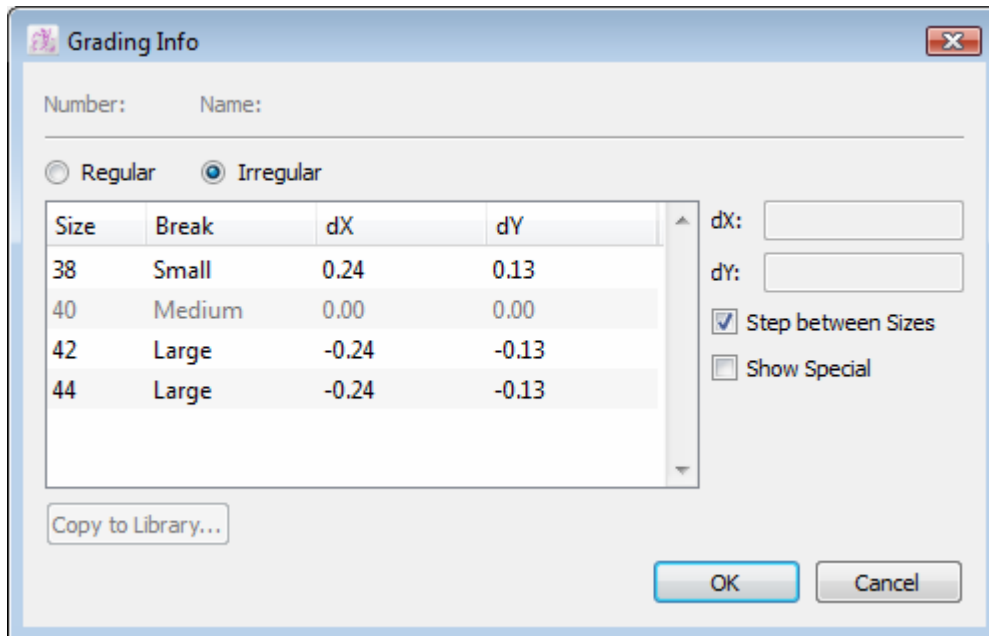 Grading Info
Number: Name:
Regular Irregular
Size Break dX dY
38 Small 0.24 0.13
40 Medium 0.00 0.00
42 Large -0.24 -0.13
44 Large -0.24 -0.13
dX:
dY:
Step between Sizes
Show Special
Copy to Library...
OK Cancel